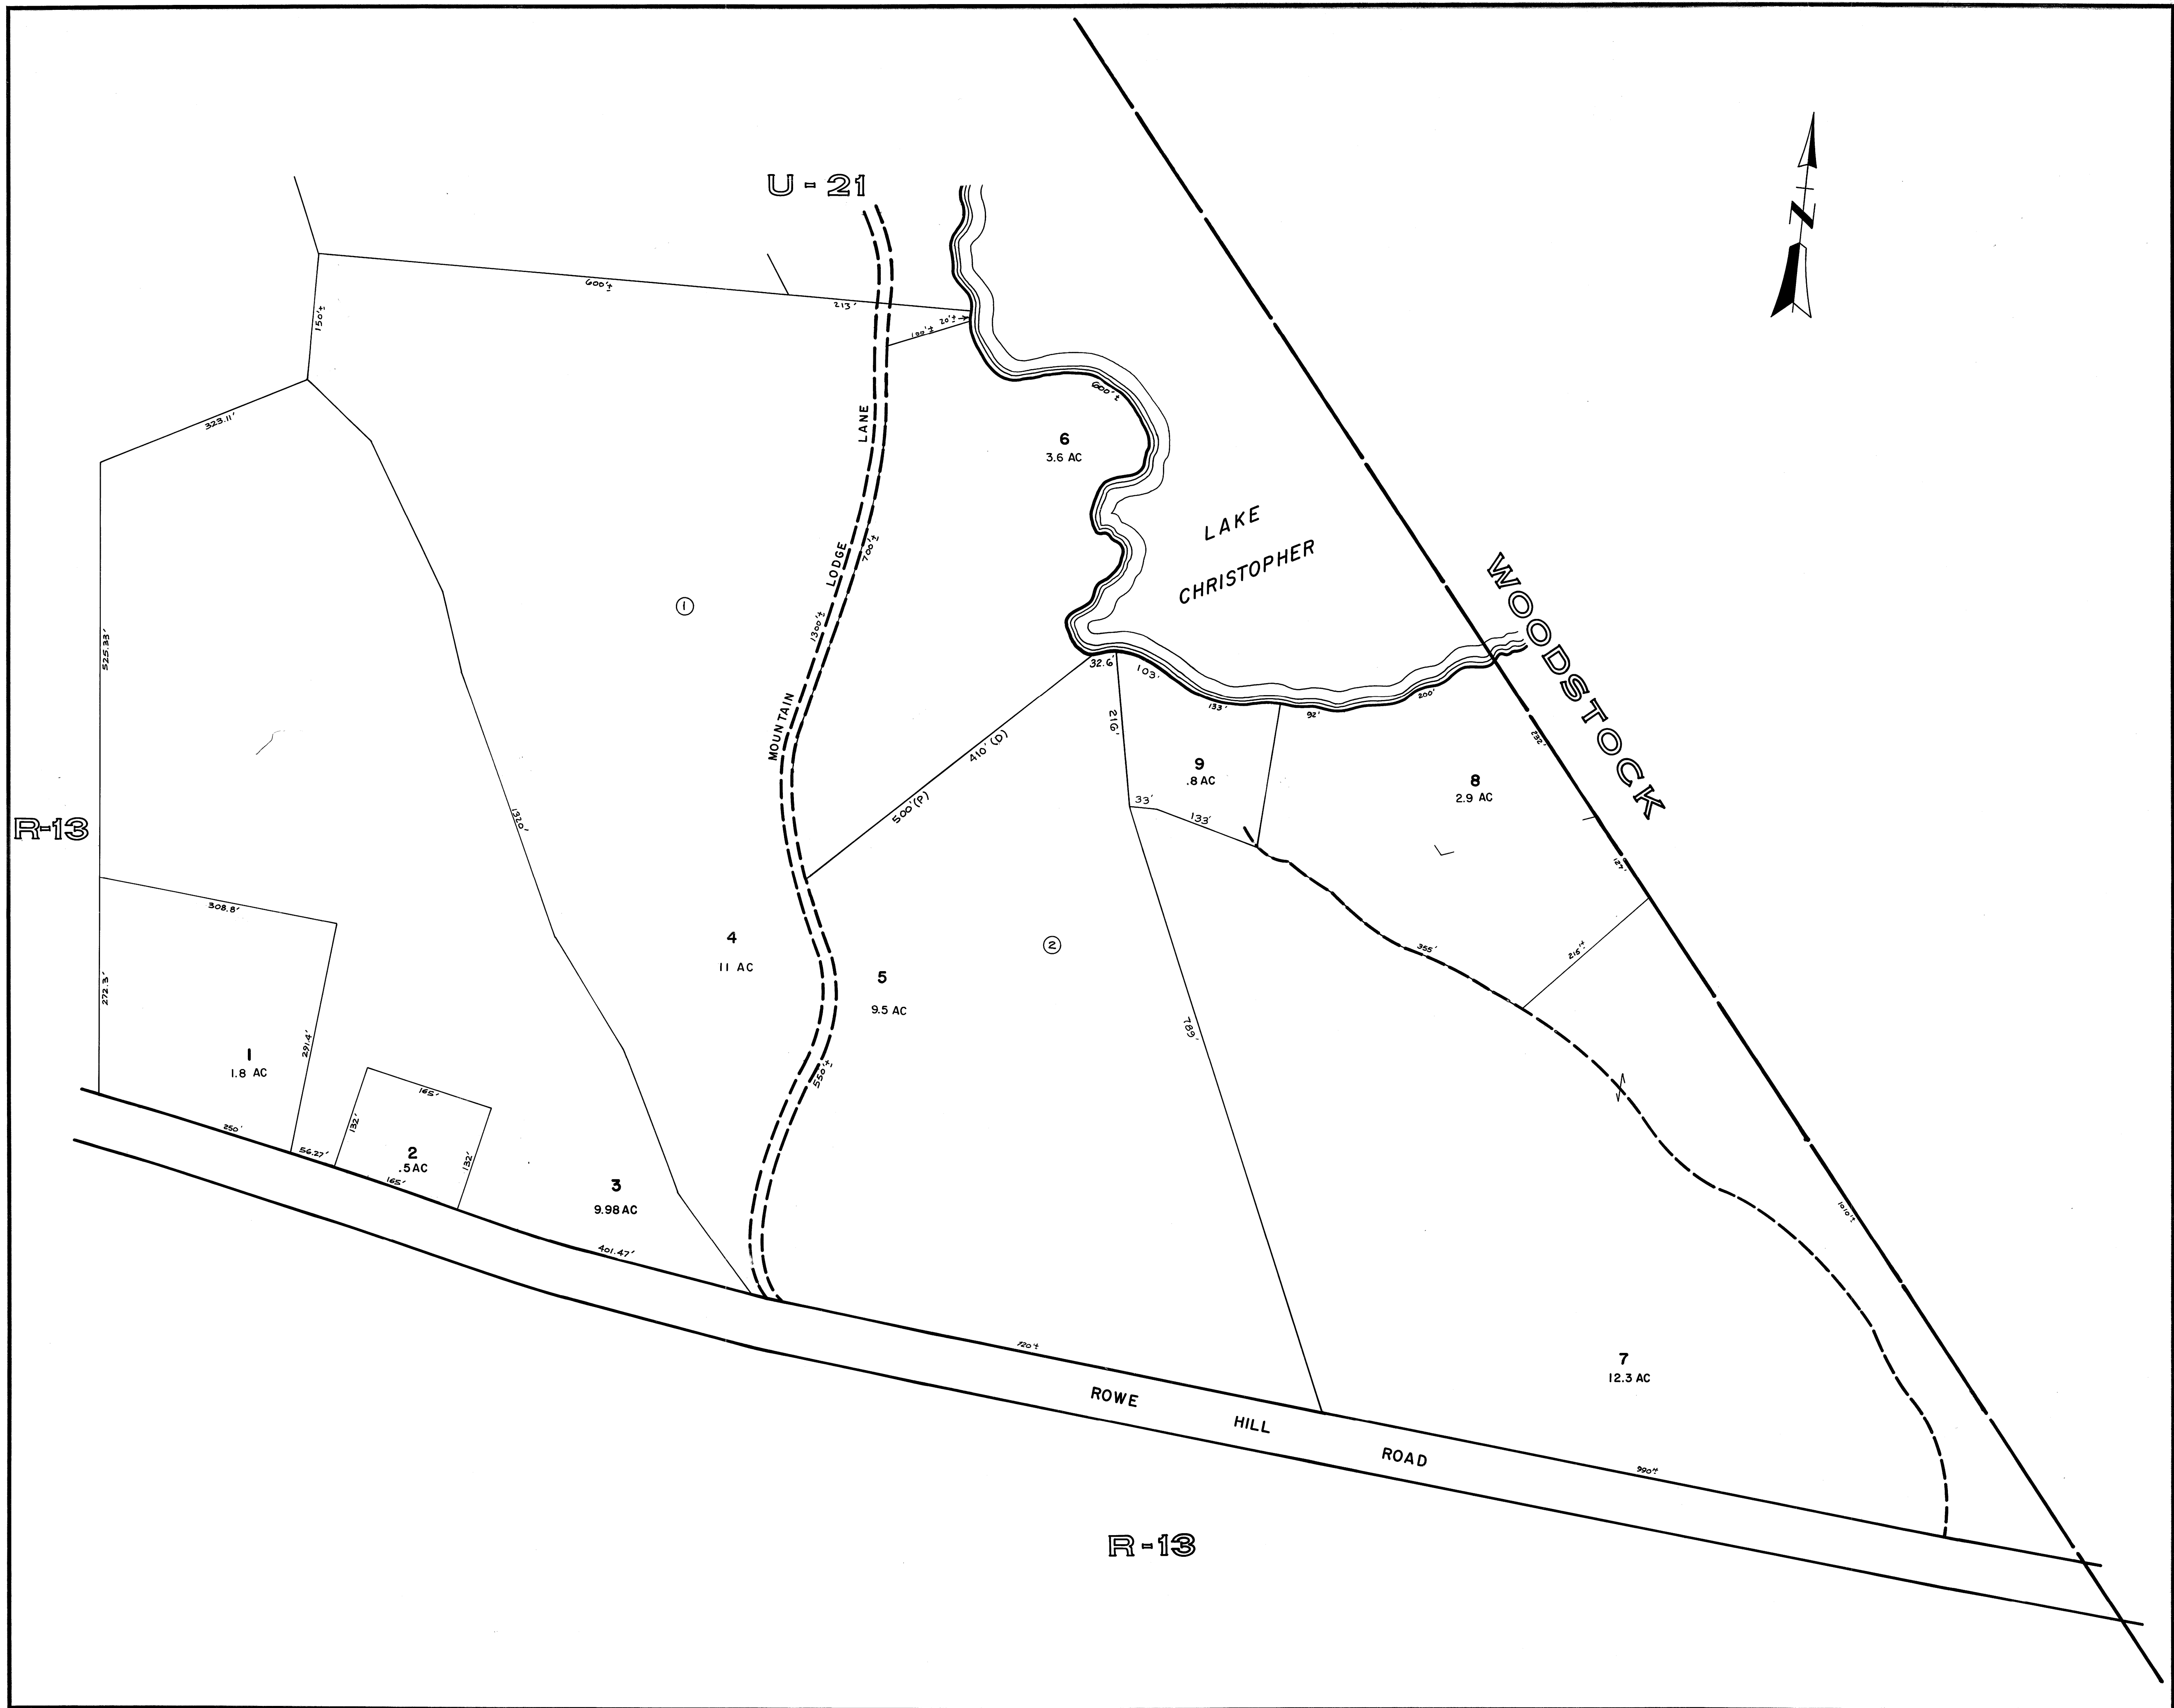 U - 21
N
600'±
213'
150'±
20'±
100'±
323.11'
600'±
LANE
6
3.6 AC
LAKE
CHRISTOPHER
LODGE
700'±
WOODSTOCK
1
1300'±
525.33'
32.6'
103'
MOUNTAIN
200'
133'
92'
216'
232'
410' (D)
9
.8 AC
8
2.9 AC
500' (P)
33'
133'
1320'
R-13
127'
308.8'
4
11 AC
2
355'
215'±
5
9.5 AC
272.3'
789'
291.4'
1
1.8 AC
550'±
165'
132'
250'
56.27'
2
.5 AC
132'
165'
3
9.98 AC
1010'±
401.47'
720'±
7
12.3 AC
ROWE HILL ROAD
990'±
R-13